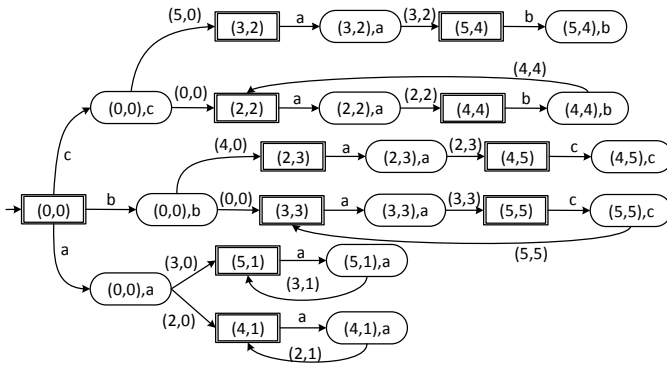 (5,0) (3,2) a (3,2),a (3,2) (5,4) b (5,4),b
(4,4)
(0,0),c (0,0) (2,2) a (2,2),a (2,2) (4,4) b (4,4),b
c (4,0) (2,3) a (2,3),a (2,3) (4,5) c (4,5),c
(0,0) b (0,0),b (0,0) (3,3) a (3,3),a (3,3) (5,5) c (5,5),c
(5,5)
a (3,0) (5,1) a (5,1),a
(0,0),a (3,1)
(2,0) (4,1) a (4,1),a
(2,1)